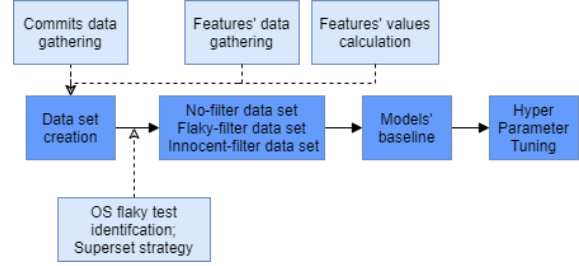 Commits data
gathering
Features' data
gathering
Features' values
calculation
Data set
creation
No-filter data set
Flaky-filter data set
Innocent-filter data set
Models'
baseline
Hyper
Parameter
Tuning
OS flaky test
identifcation;
Superset strategy